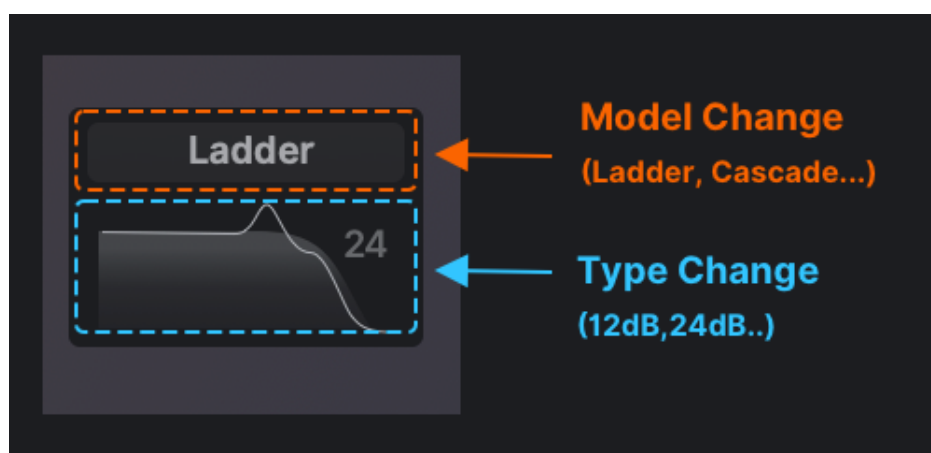 Ladder
24
Model Change
(Ladder, Cascade...)
Type Change
(12dB,24dB..)